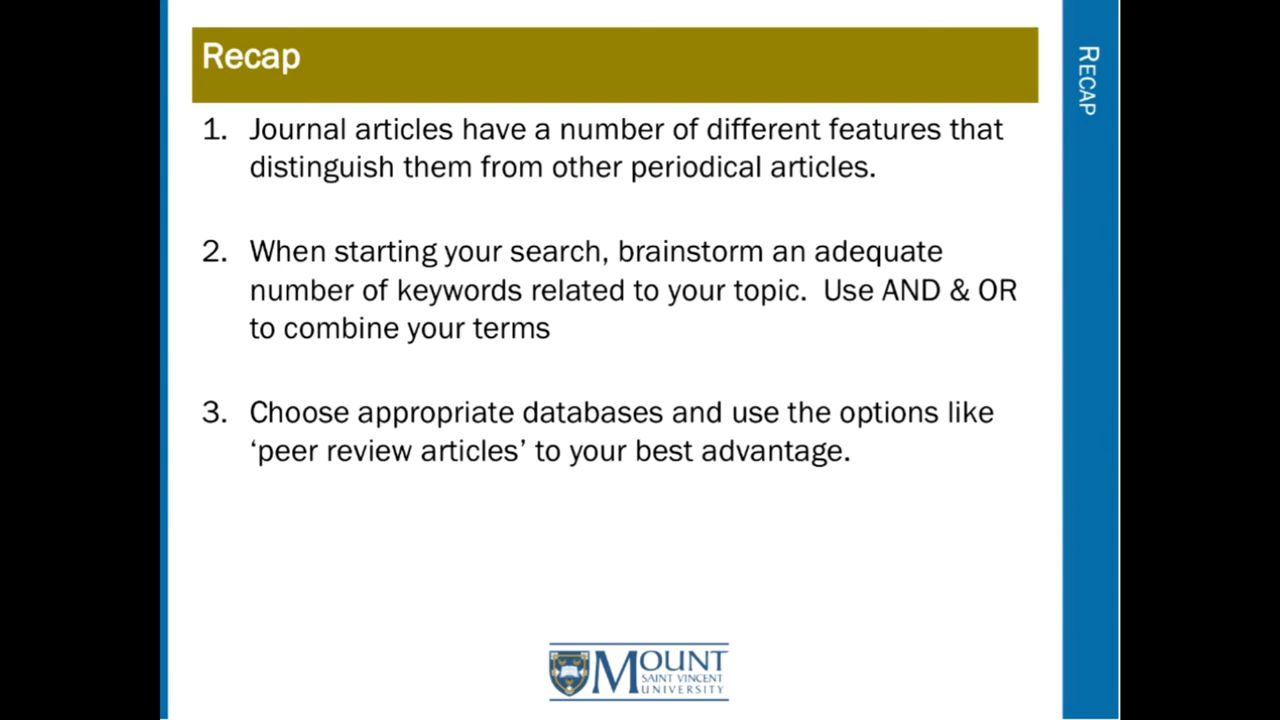 Recap
RECAP
1. Journal articles have a number of different features that
distinguish them from other periodical articles.
2. When starting your search, brainstorm an adequate
number of keywords related to your topic.  Use AND & OR
to combine your terms
3. Choose appropriate databases and use the options like
‘peer review articles’ to your best advantage.
MOUNT
SAINT VINCENT
UNIVERSITY